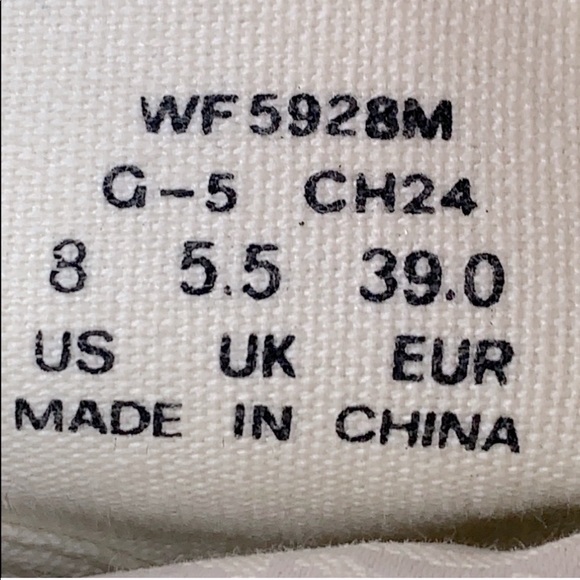 WF5928M
G-5 CH24
8 5.5 39.0
US UK EUR
MADE IN CHINA